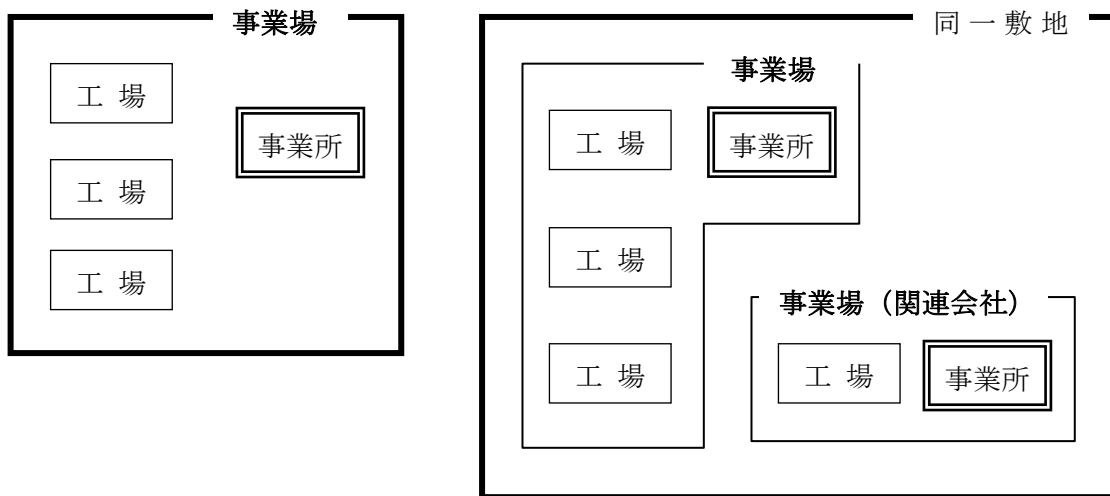 事業場
工 場
事業所
工 場
工 場
同 一 敷 地
事業場
工 場
事業所
工 場
工 場
事業場（関連会社）
工 場
事業所